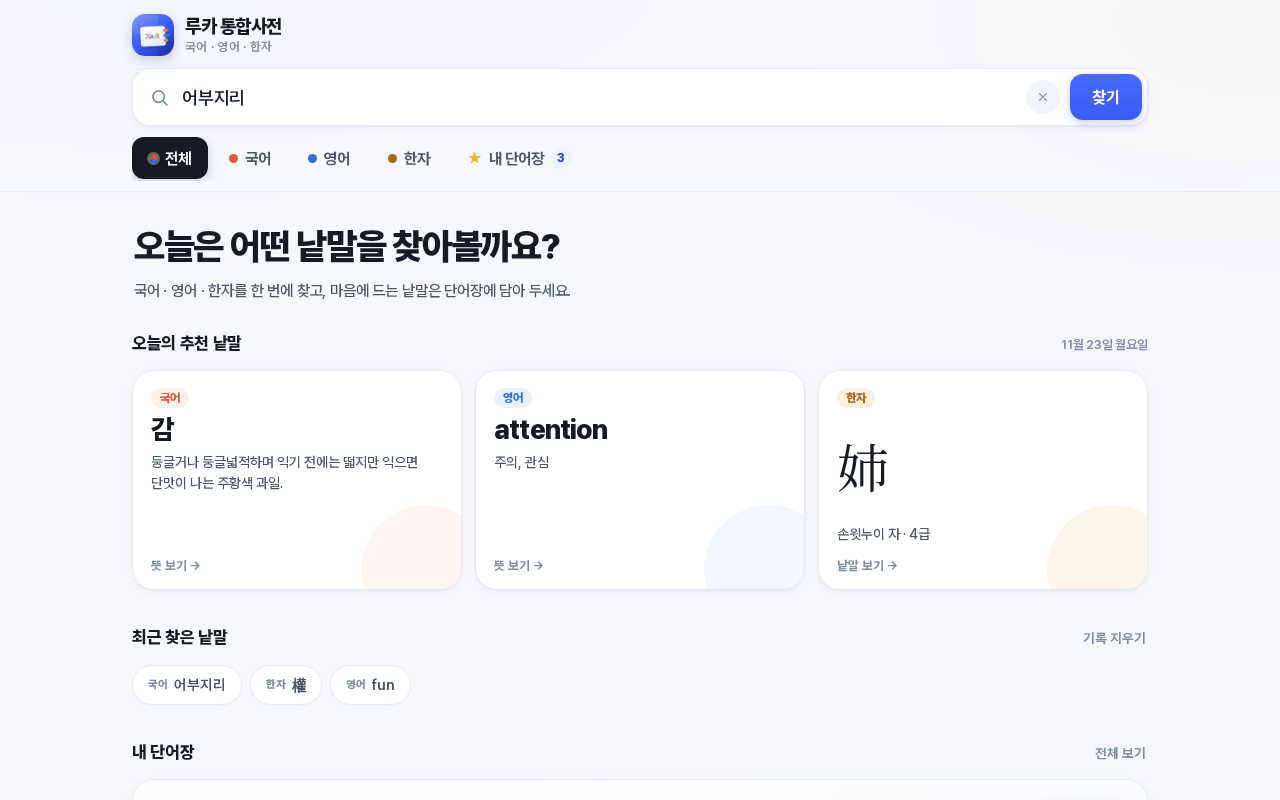 루카 통합사전
국어 · 영어 · 한자
어부지리
찾기
전체
국어
영어
한자
★ 내 단어장 3
오늘은 어떤 낱말을 찾아볼까요?
국어 · 영어 · 한자를 한 번에 찾고, 마음에 드는 낱말은 단어장에 담아 두세요.
오늘의 추천 낱말
11월 23일 월요일
국어
감
둥글거나 둥글넓적하며 익기 전에는 떫지만 익으면
단맛이 나는 주황색 과일.
뜻 보기 →
영어
attention
주의, 관심
뜻 보기 →
한자
姉
손윗누이 자 · 4급
낱말 보기 →
최근 찾은 낱말
기록 지우기
국어 어부지리
한자 權
영어 fun
내 단어장
전체 보기